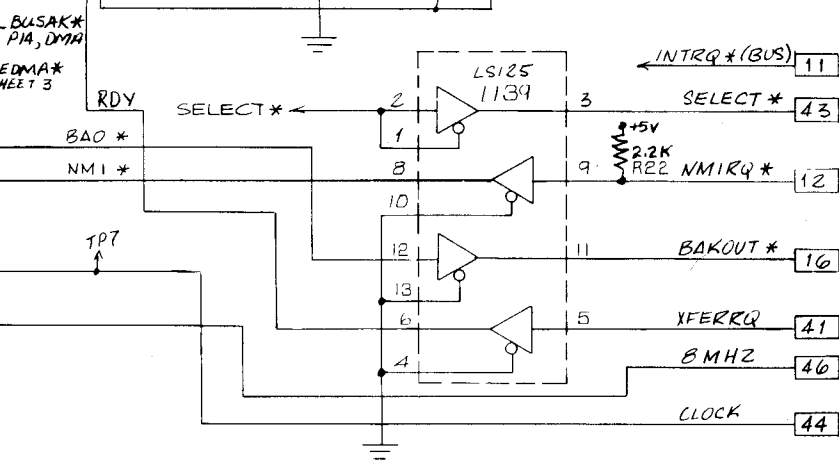 BUSAK*
PIA, DMA
EDMA*
HEET 3
INTRQ*(BUS) 11
LS125
RDY
SELECT* 2 3 SELECT* 43
1
+5V
BAO *
2.2K
NMI * 8 9 R22 NMIRQ* 12
10
TP7
12 11 BAKOUT* 16
13
6 5 XFERRQ 41
4
8MHZ 46
CLOCK 44